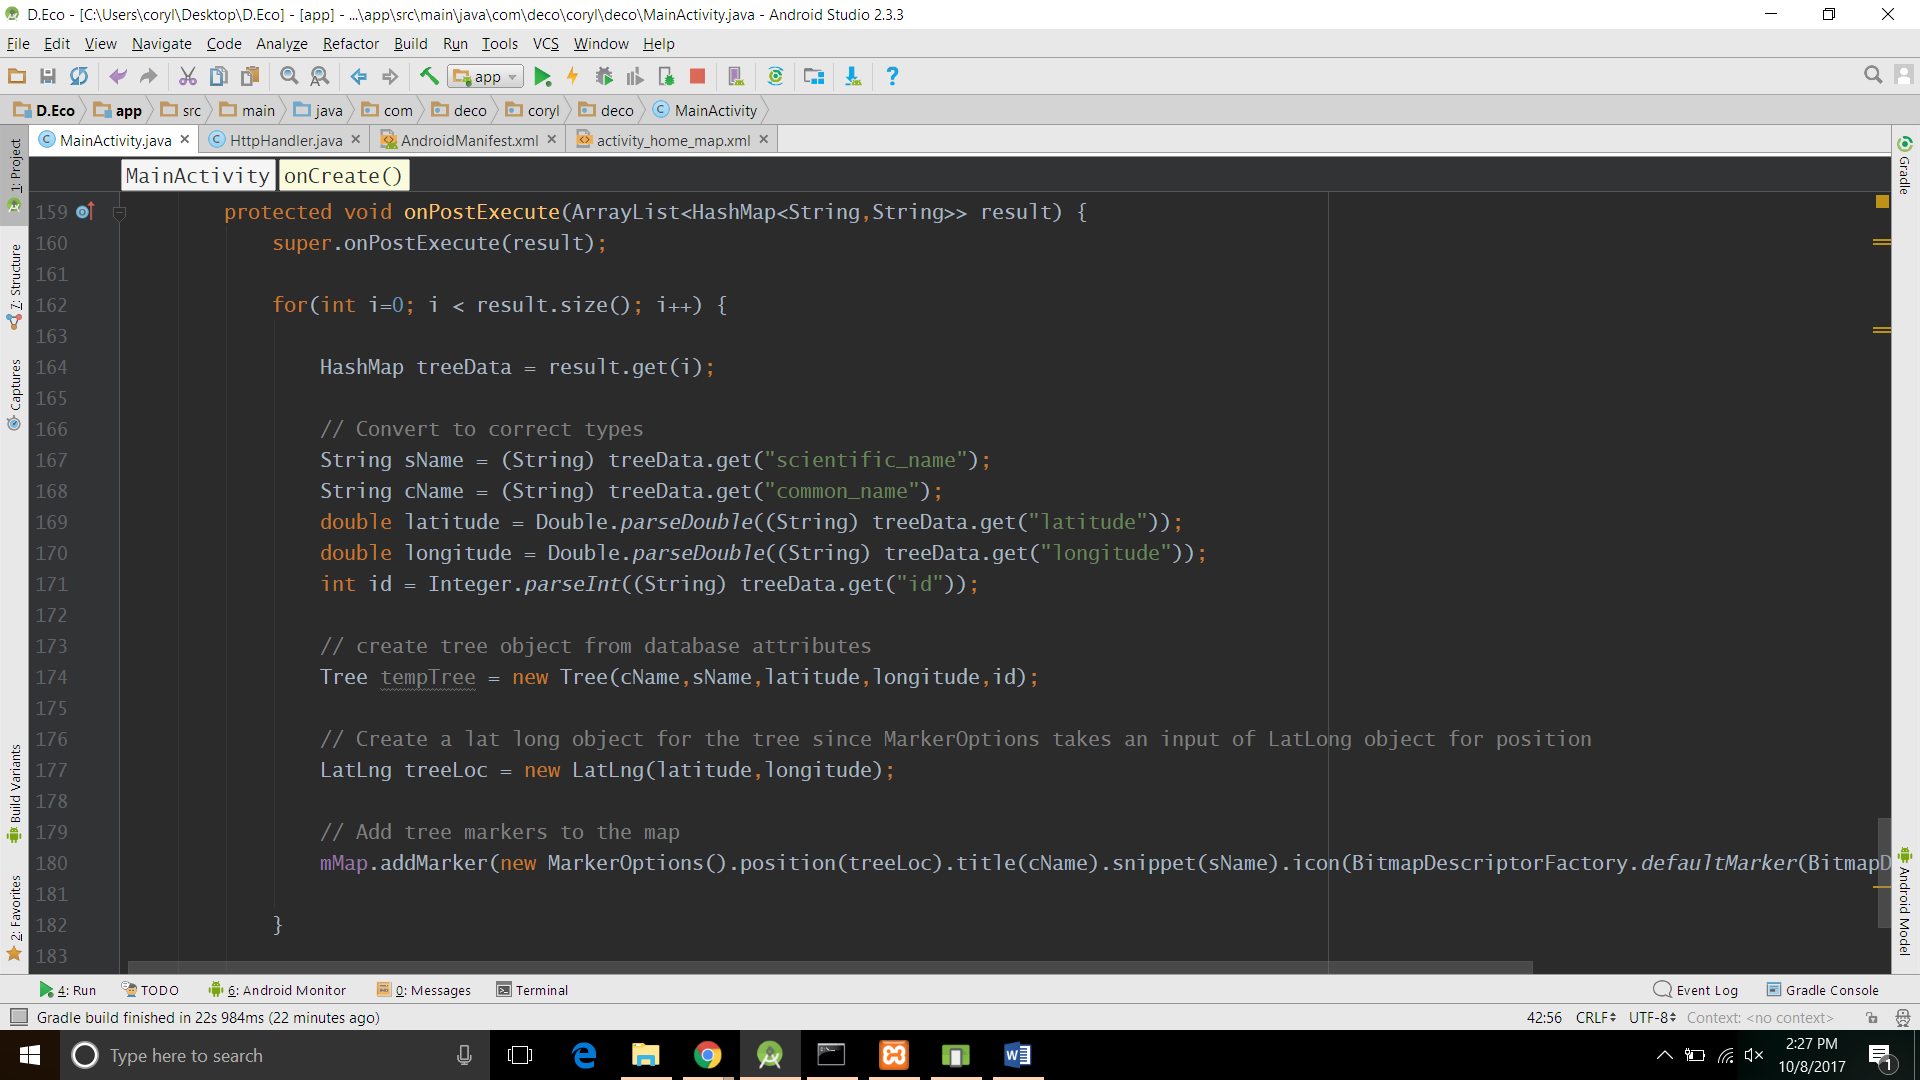 D.Eco - [C:\Users\coryl\Desktop\D.Eco] - [app] - ...\app\src\main\java\com\deco\coryl\deco\MainActivity.java - Android Studio 2.3.3
File Edit View Navigate Code Analyze Refactor Build Run Tools VCS Window Help
app
D.Eco app src main java com deco coryl deco MainActivity
MainActivity.java HttpHandler.java AndroidManifest.xml activity_home_map.xml
MainActivity onCreate()
1: Project
7: Structure
Captures
Build Variants
2: Favorites
159 protected void onPostExecute(ArrayList<HashMap<String,String>> result) {
160 super.onPostExecute(result);
161
162 for(int i=0; i < result.size(); i++) {
163
164 HashMap treeData = result.get(i);
165
166 // Convert to correct types
167 String sName = (String) treeData.get("scientific_name");
168 String cName = (String) treeData.get("common_name");
169 double latitude = Double.parseDouble((String) treeData.get("latitude"));
170 double longitude = Double.parseDouble((String) treeData.get("longitude"));
171 int id = Integer.parseInt((String) treeData.get("id"));
172
173 // create tree object from database attributes
174 Tree tempTree = new Tree(cName,sName,latitude,longitude,id);
175
176 // Create a lat long object for the tree since MarkerOptions takes an input of LatLong object for position
177 LatLng treeLoc = new LatLng(latitude,longitude);
178
179 // Add tree markers to the map
180 mMap.addMarker(new MarkerOptions().position(treeLoc).title(cName).snippet(sName).icon(BitmapDescriptorFactory.defaultMarker(BitmapD
181
182 }
183
Gradle
Android Model
4: Run TODO 6: Android Monitor 0: Messages Terminal Event Log Gradle Console
Gradle build finished in 22s 984ms (22 minutes ago) 42:56 CRLF UTF-8 Context: <no context>
Type here to search
2:27 PM
10/8/2017
1